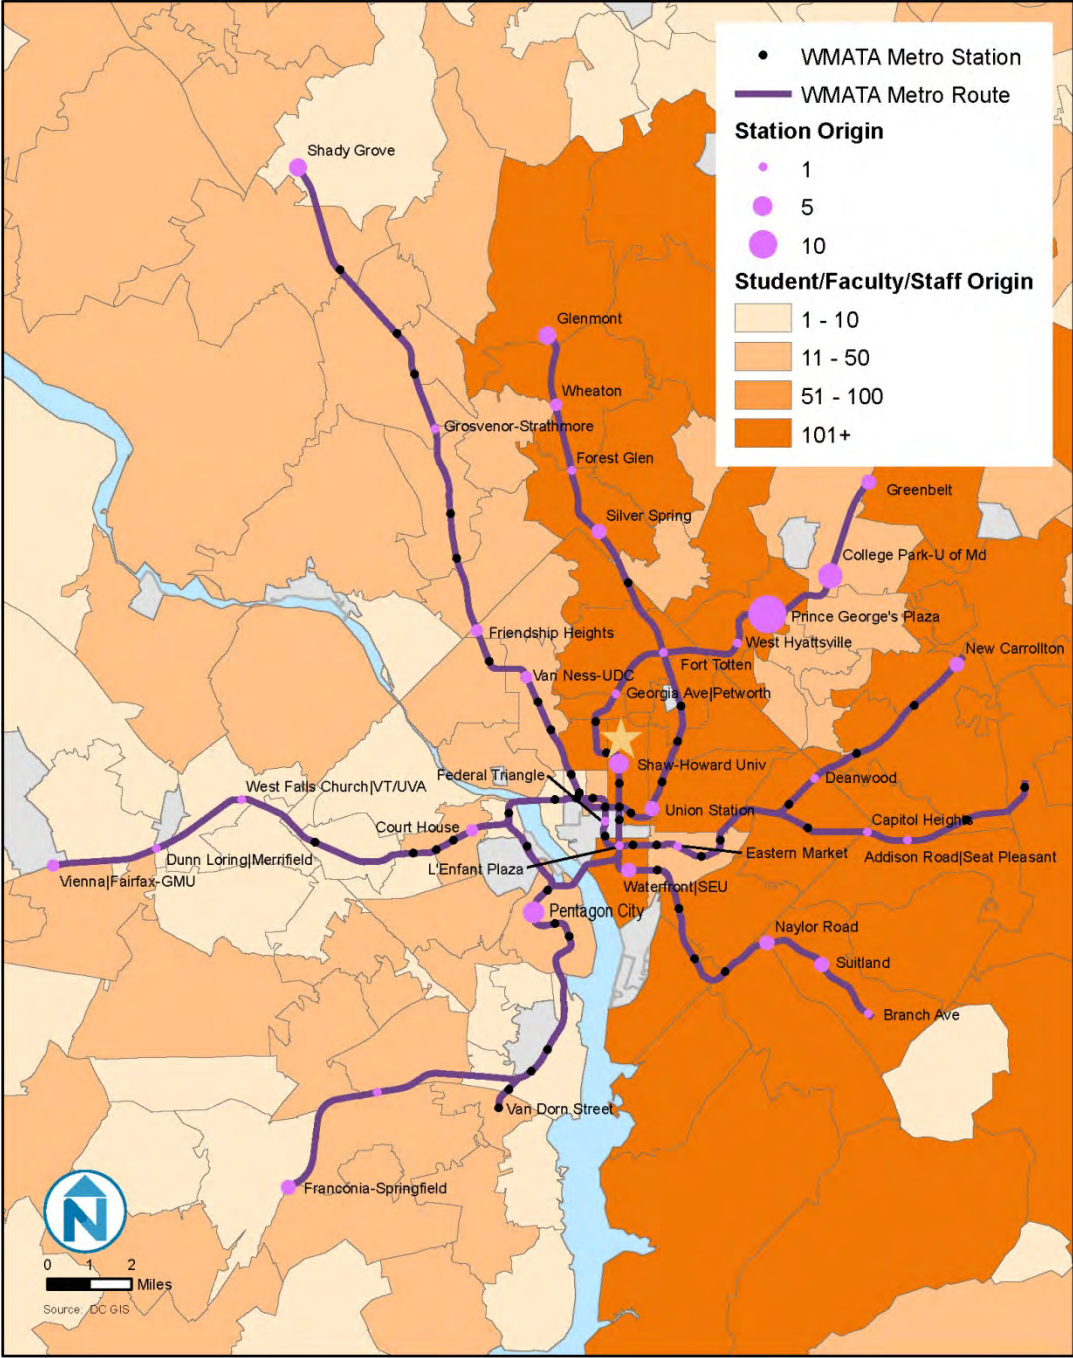 WMATA Metro Station
WMATA Metro Route
Station Origin
1
5
10
Student/Faculty/Staff Origin
1 - 10
11 - 50
51 - 100
101+
Shady Grove
Glenmont
Wheaton
Grosvenor-Strathmore
Forest Glen
Greenbelt
Silver Spring
College Park-U of Md
Prince George's Plaza
Friendship Heights
West Hyattsville
New Carrollton
Fort Totten
Van Ness-UDC
Georgia Ave|Petworth
Shaw-Howard Univ
Federal Triangle
Deanwood
West Falls Church|VT/UVA
Union Station
Capitol Heights
Court House
Eastern Market
Addison Road|Seat Pleasant
Dunn Loring|Merrifield
L'Enfant Plaza
Vienna|Fairfax-GMU
Waterfront|SEU
Pentagon City
Naylor Road
Suitland
Branch Ave
Van Dorn Street
Franconia-Springfield
N
0 1 2
Miles
Source: DC GIS